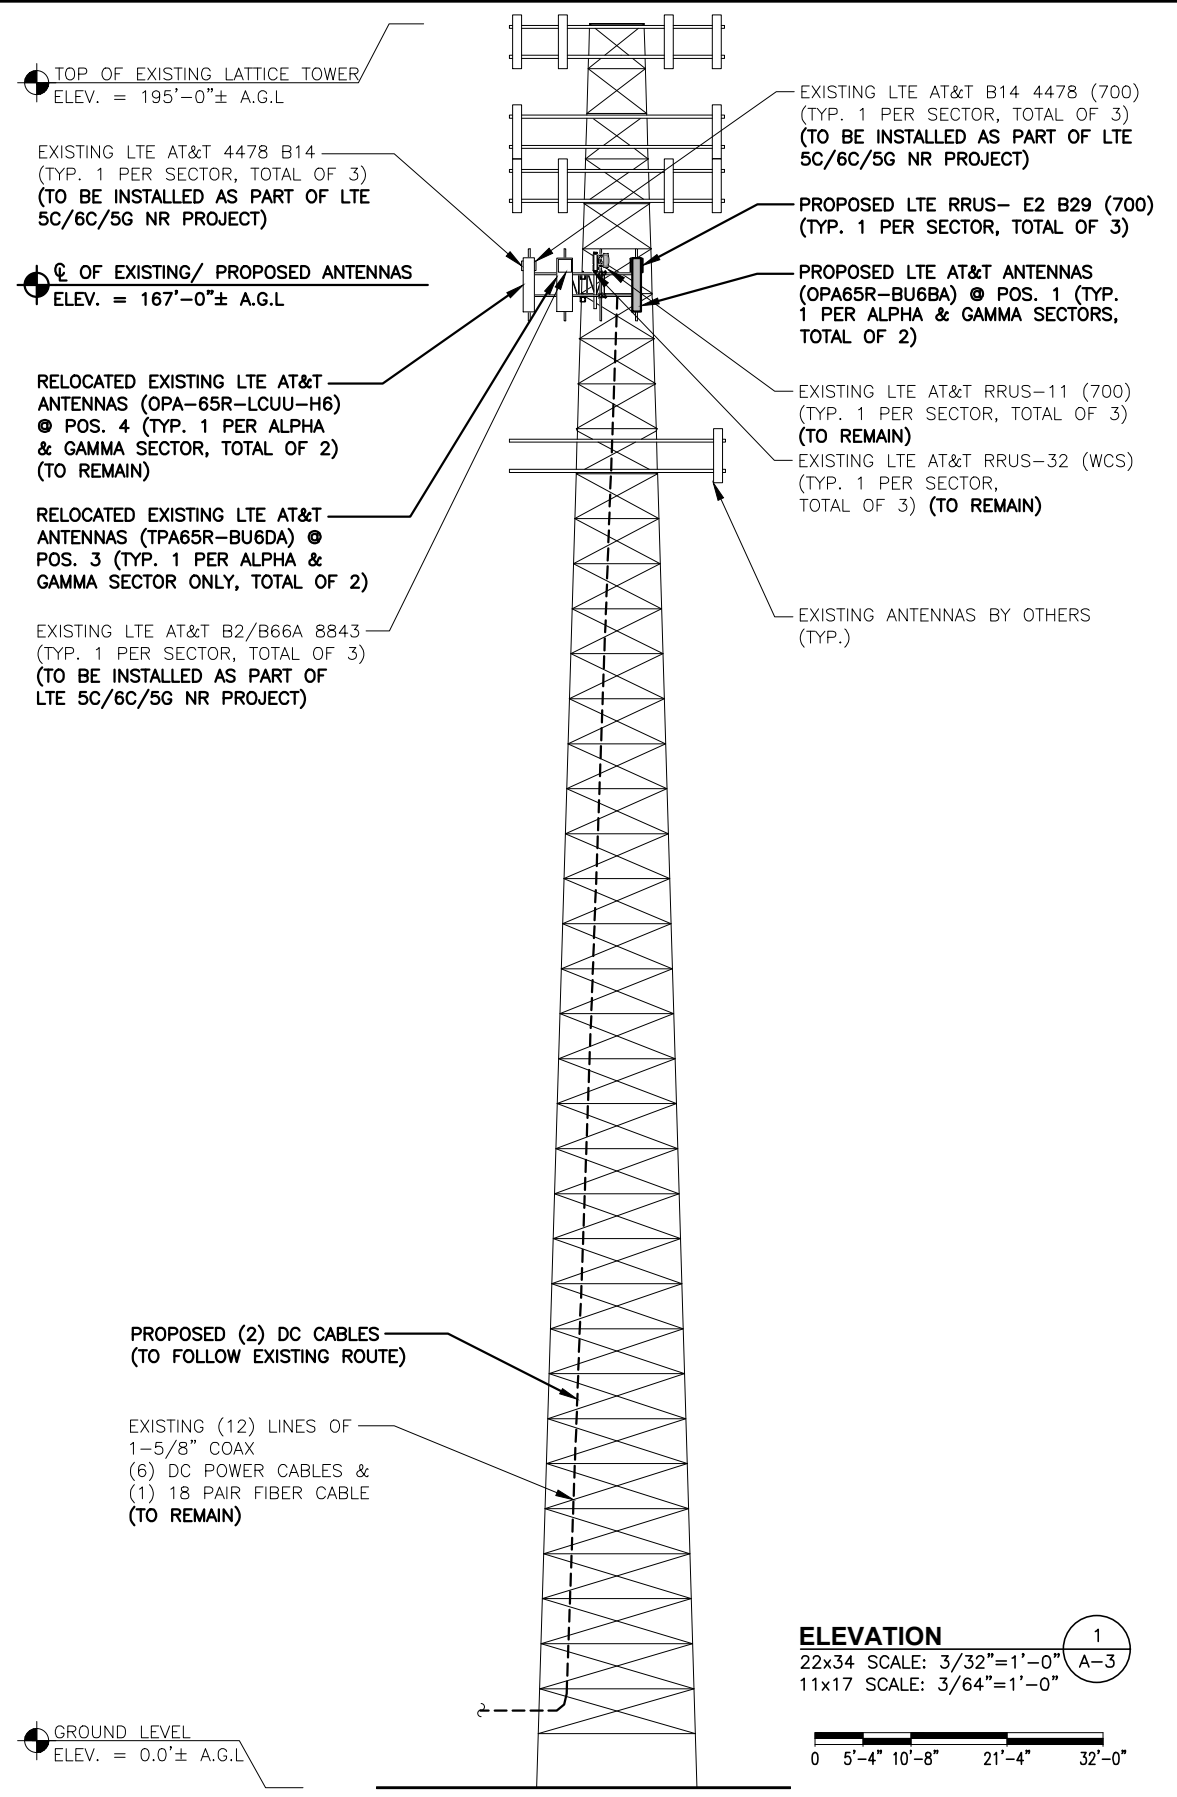 TOP OF EXISTING LATTICE TOWER
ELEV. = 195'-0"± A.G.L
EXISTING LTE AT&T 4478 B14
(TYP. 1 PER SECTOR, TOTAL OF 3)
(TO BE INSTALLED AS PART OF LTE
5C/6C/5G NR PROJECT)
℄ OF EXISTING/ PROPOSED ANTENNAS
ELEV. = 167'-0"± A.G.L
RELOCATED EXISTING LTE AT&T
ANTENNAS (OPA-65R-LCUU-H6)
@ POS. 4 (TYP. 1 PER ALPHA
& GAMMA SECTOR, TOTAL OF 2)
(TO REMAIN)
RELOCATED EXISTING LTE AT&T
ANTENNAS (TPA65R-BU6DA) @
POS. 3 (TYP. 1 PER ALPHA &
GAMMA SECTOR ONLY, TOTAL OF 2)
EXISTING LTE AT&T B2/B66A 8843
(TYP. 1 PER SECTOR, TOTAL OF 3)
(TO BE INSTALLED AS PART OF
LTE 5C/6C/5G NR PROJECT)
EXISTING LTE AT&T B14 4478 (700)
(TYP. 1 PER SECTOR, TOTAL OF 3)
(TO BE INSTALLED AS PART OF LTE
5C/6C/5G NR PROJECT)
PROPOSED LTE RRUS- E2 B29 (700)
(TYP. 1 PER SECTOR, TOTAL OF 3)
PROPOSED LTE AT&T ANTENNAS
(OPA65R-BU6BA) @ POS. 1 (TYP.
1 PER ALPHA & GAMMA SECTORS,
TOTAL OF 2)
EXISTING LTE AT&T RRUS-11 (700)
(TYP. 1 PER SECTOR, TOTAL OF 3)
(TO REMAIN)
EXISTING LTE AT&T RRUS-32 (WCS)
(TYP. 1 PER SECTOR,
TOTAL OF 3) (TO REMAIN)
EXISTING ANTENNAS BY OTHERS
(TYP.)
PROPOSED (2) DC CABLES
(TO FOLLOW EXISTING ROUTE)
EXISTING (12) LINES OF
1-5/8" COAX
(6) DC POWER CABLES &
(1) 18 PAIR FIBER CABLE
(TO REMAIN)
GROUND LEVEL
ELEV. = 0.0'± A.G.L
ELEVATION
22x34 SCALE: 3/32"=1'-0"
11x17 SCALE: 3/64"=1'-0"
1
A-3
0 5'-4" 10'-8" 21'-4" 32'-0"